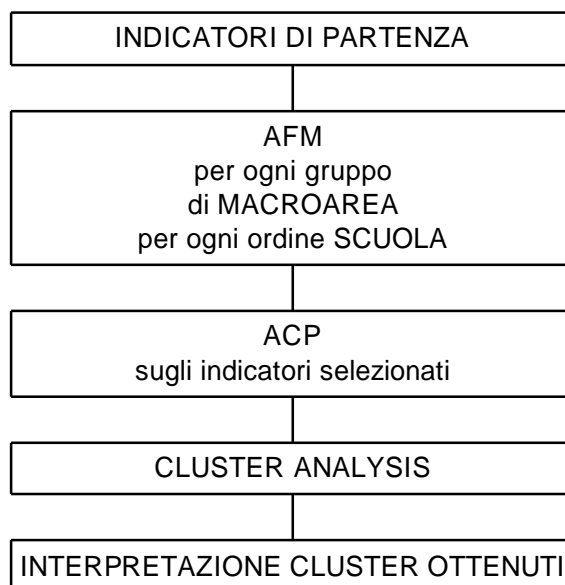 INDICATORI DI PARTENZA
AFM
per ogni gruppo
di MACROAREA
per ogni ordine SCUOLA
ACP
sugli indicatori selezionati
CLUSTER ANALYSIS
INTERPRETAZIONE CLUSTER OTTENUTI